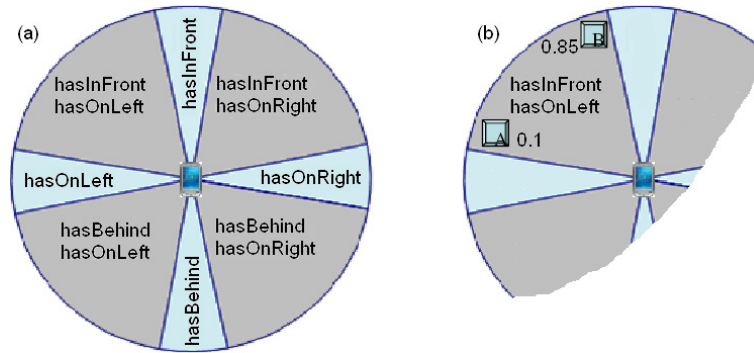 (a)
hasInFront
hasInFront
hasOnLeft
hasInFront
hasOnRight
hasOnLeft
hasOnRight
hasBehind
hasOnLeft
hasBehind
hasOnRight
hasBehind
(b)
B
0.85
hasInFront
hasOnLeft
A 0.1